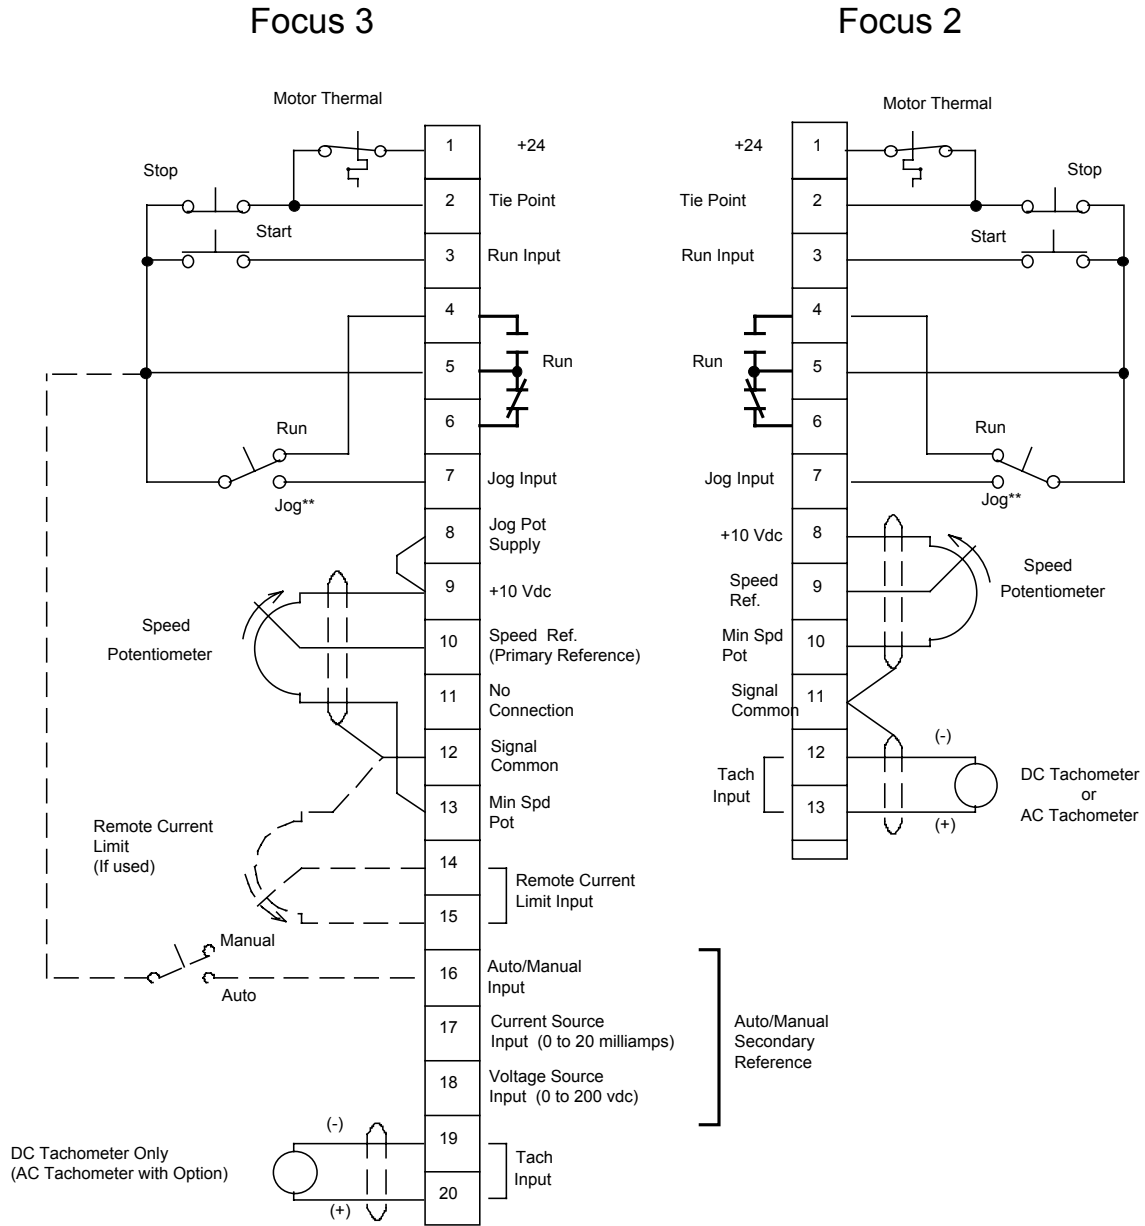 Focus 3
Motor Thermal
Stop
Start
1
+24
2
Tie Point
3
Run Input
4
5
6
Run
Run
Jog**
7
Jog Input
8
Jog Pot
Supply
9
+10 Vdc
Speed
Potentiometer
10
Speed Ref.
(Primary Reference)
11
No
Connection
12
Signal
Common
13
Min Spd
Pot
Remote Current
Limit
(If used)
14
15
Remote Current
Limit Input
Manual
Auto
16
Auto/Manual
Input
17
Current Source
Input (0 to 20 milliamps)
18
Voltage Source
Input (0 to 200 vdc)
Auto/Manual
Secondary
Reference
DC Tachometer Only
(AC Tachometer with Option)
(-)
(+)
19
20
Tach
Input
Focus 2
Motor Thermal
Stop
Start
+24
1
Tie Point
2
Run Input
3
4
5
6
Run
Run
Jog**
Jog Input
7
+10 Vdc
8
Speed
Ref.
9
Min Spd
Pot
10
Speed
Potentiometer
Signal
Common
11
Tach
Input
12
13
(-)
(+)
DC Tachometer
or
AC Tachometer